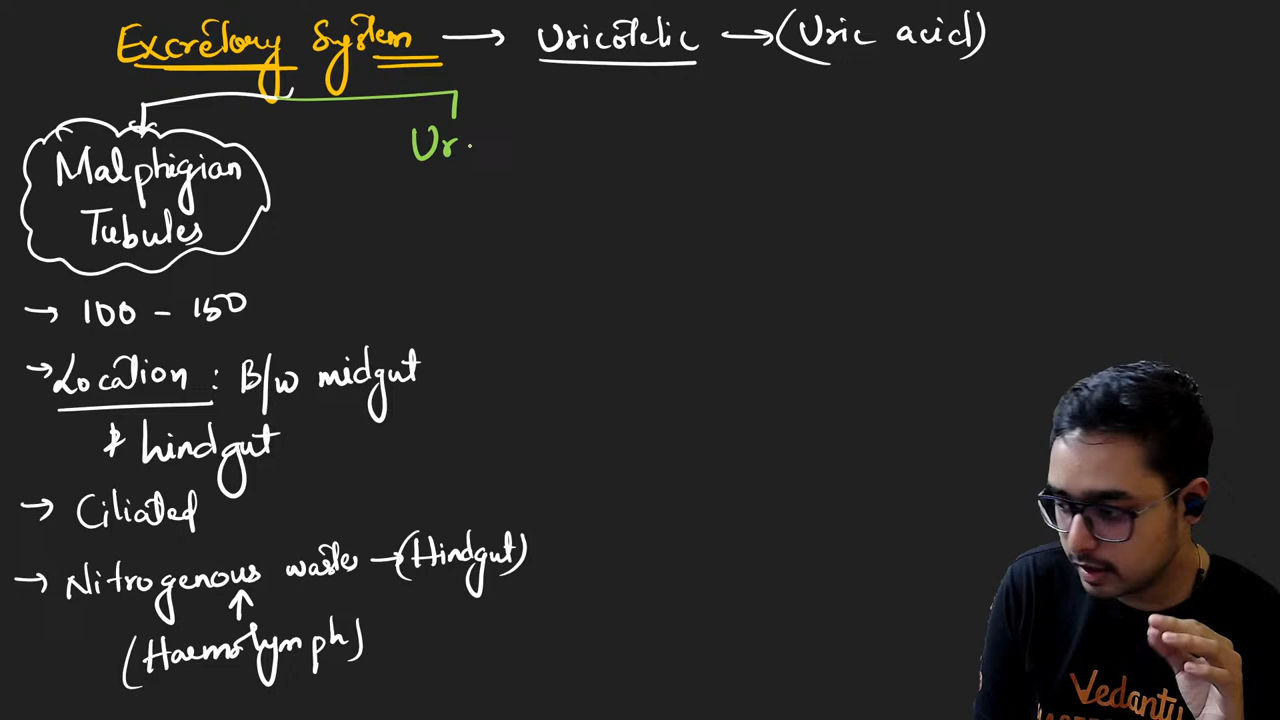 Excretory System → Uricotelic → (Uric acid)
Ur
Malphigian
Tubules
→ 100 - 150
→ Location : B/w midgut
& hindgut
→ Ciliated
→ Nitrogenous waste → (Hindgut)
↑
(Haemolymph)
Vedantu